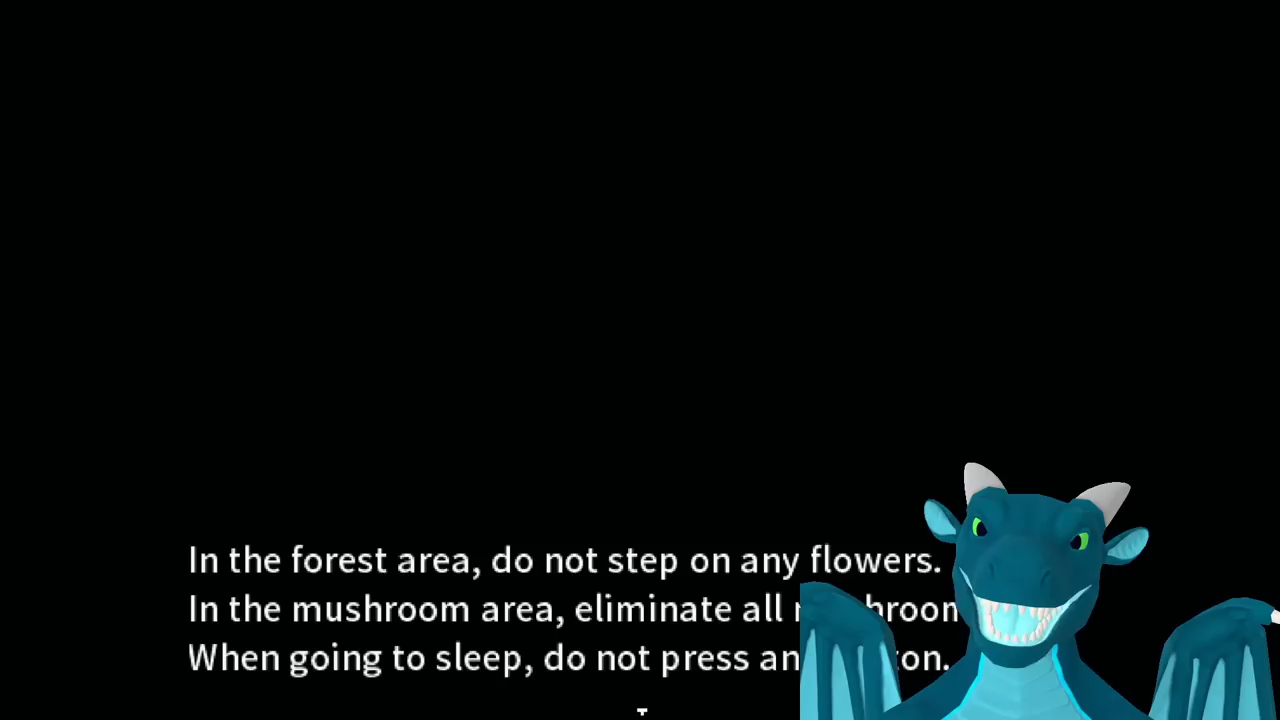 In the forest area, do not step on any flowers.
In the mushroom area, eliminate all
When going to sleep, do not press